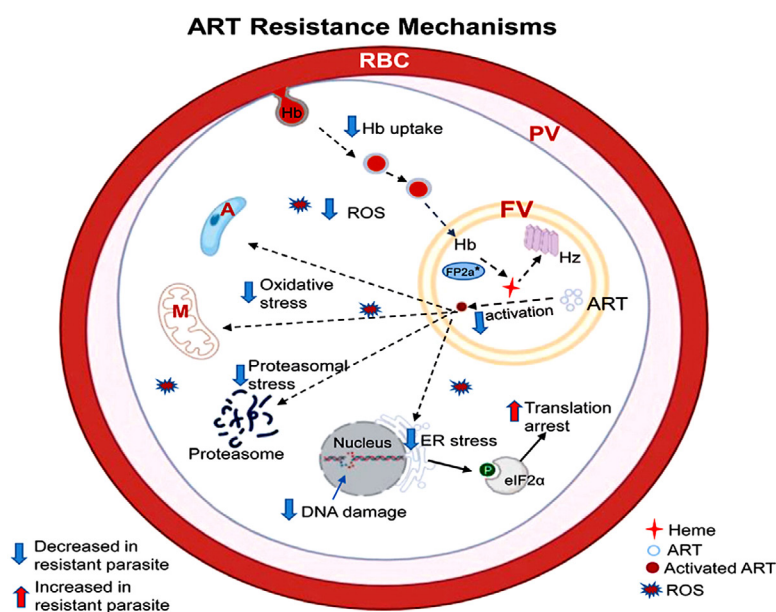 ART Resistance Mechanisms
RBC
Hb
PV
Hb uptake
FV
A
ROS
Hb
Hz
FP2a*
Oxidative
stress
M
activation
ART
Proteasomal
stress
Proteasome
Nucleus
ER stress
Translation
arrest
P
eIF2α
DNA damage
Decreased in
resistant parasite
Increased in
resistant parasite
Heme
ART
Activated ART
ROS